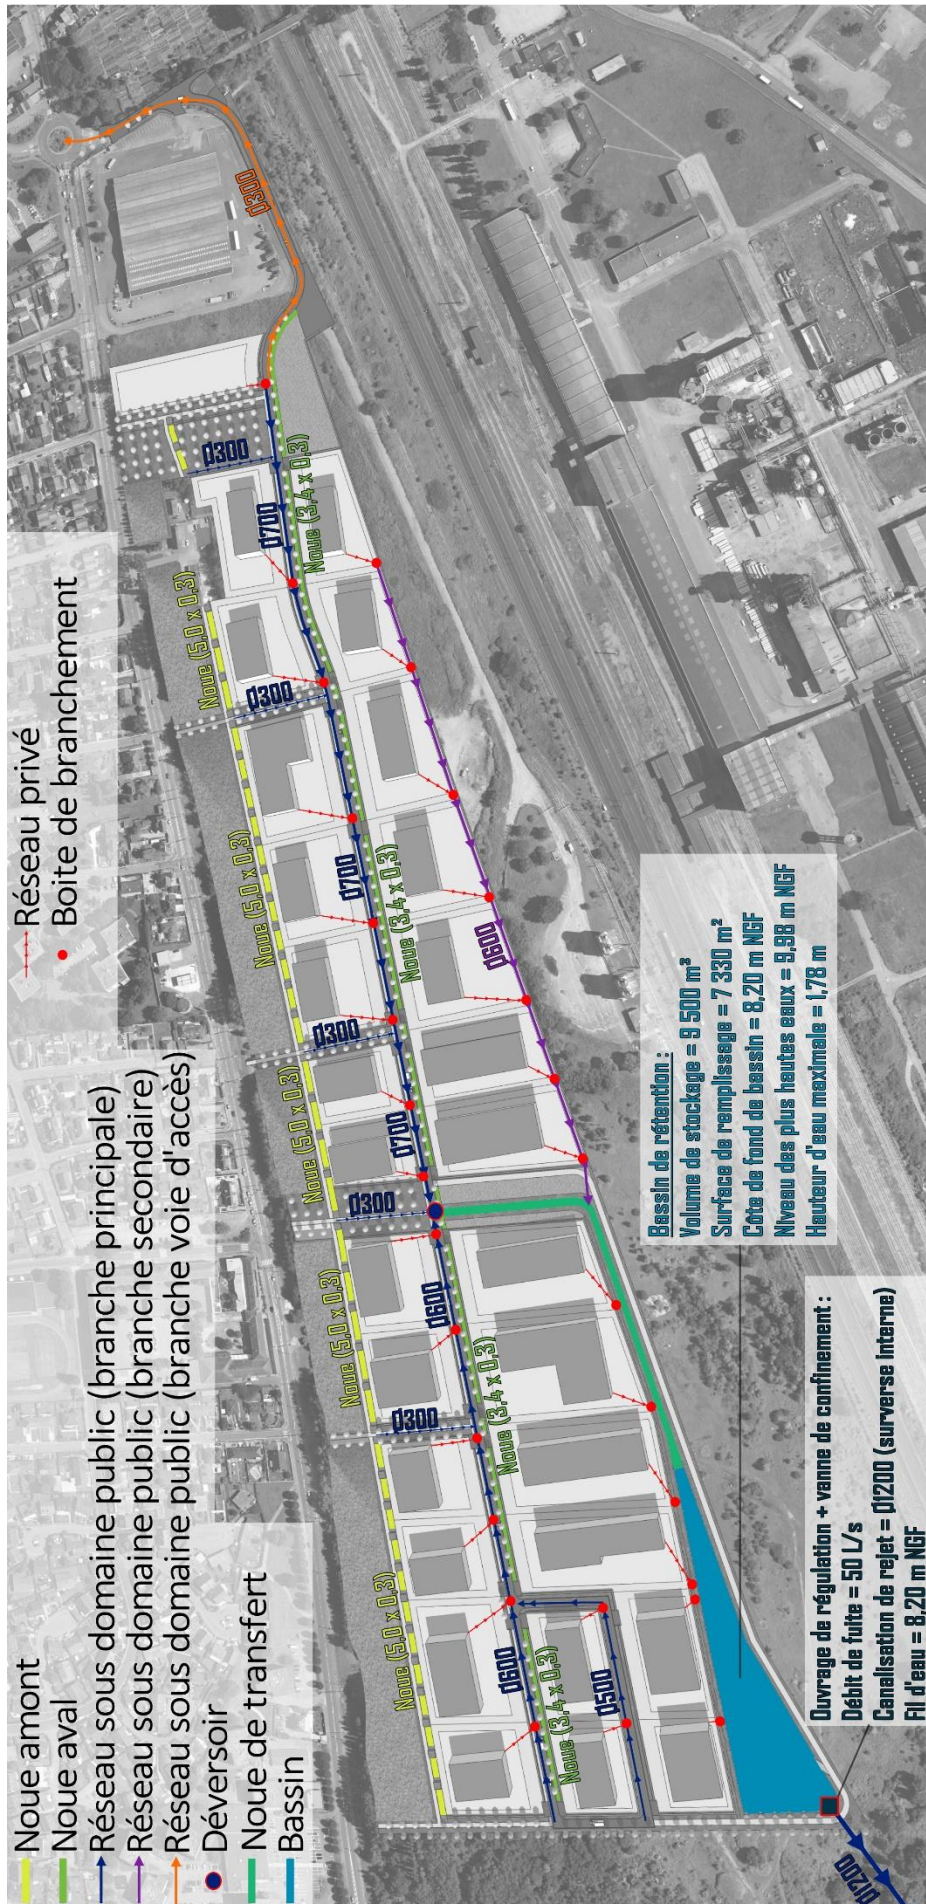 Noue amont
Noue aval
Réseau sous domaine public (branche principale)
Réseau sous domaine public (branche secondaire)
Réseau sous domaine public (branche voie d'accès)
Déversoir
Noue de transfert
Bassin
Réseau privé
Boite de branchement
Noue (5,0 x 0,3)
Noue (5,0 x 0,3)
Noue (5,0 x 0,3)
Noue (5,0 x 0,3)
Noue (5,0 x 0,3)
Ø300
Ø300
Ø300
Ø300
Ø300
Ø600
Ø600
Ø700
Ø700
Ø700
Ø300
Noue (3,4 x 0,3)
Noue (3,4 x 0,3)
Noue (3,4 x 0,3)
Noue (3,4 x 0,3)
Ø500
Ø600
Bassin de rétention :
Volume de stockage = 9 500 m³
Surface de remplissage = 7 330 m²
Côte de fond de bassin = 8,20 m NGF
Niveau des plus hautes eaux = 9,98 m NGF
Hauteur d'eau maximale = 1,78 m
Ouvrage de régulation + vanne de confinement :
Débit de fuite = 50 L/s
Canalisation de rejet = Ø1200 (surverse interne)
Fil d'eau = 8,20 m NGF
Ø1200